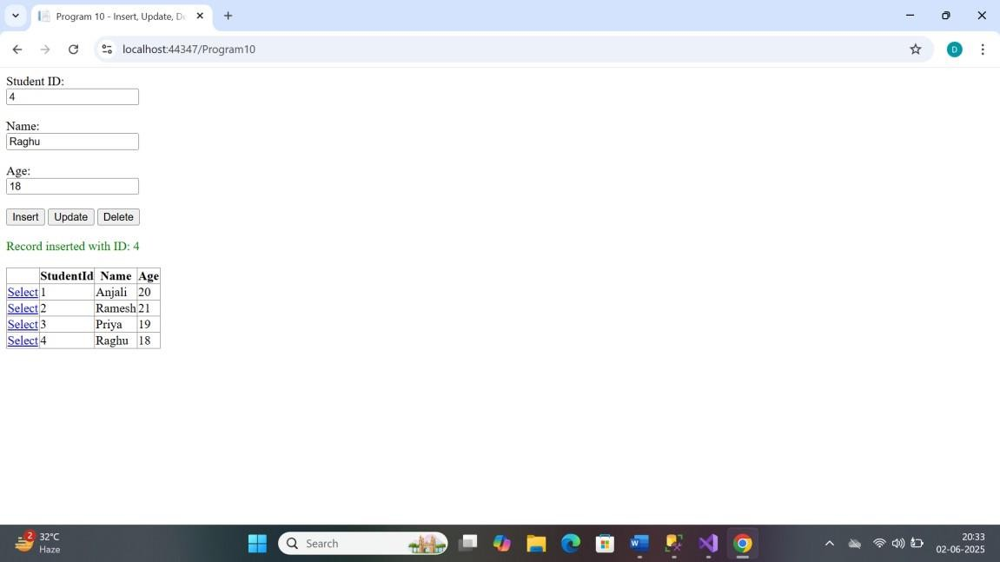 Program 10 - Insert, Update, D
localhost:44347/Program10
D
Student ID:
4
Name:
Raghu
Age:
18
Insert Update Delete
Record inserted with ID: 4
StudentId Name Age
Select 1 Anjali 20
Select 2 Ramesh 21
Select 3 Priya 19
Select 4 Raghu 18
2
32°C
Haze
Search
20:33
02-06-2025